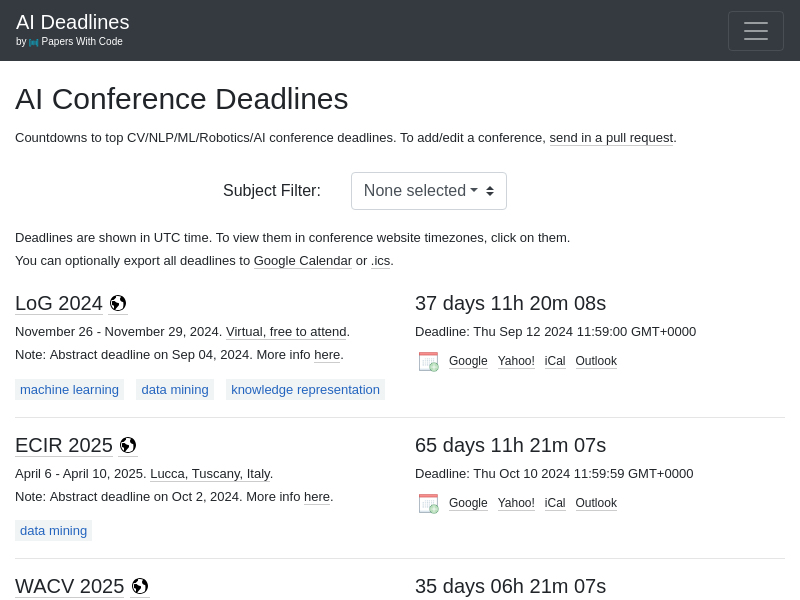 AI Deadlines
by Papers With Code
AI Conference Deadlines
Countdowns to top CV/NLP/ML/Robotics/AI conference deadlines. To add/edit a conference, send in a pull request.
Subject Filter: None selected
Deadlines are shown in UTC time. To view them in conference website timezones, click on them.
You can optionally export all deadlines to Google Calendar or .ics.
LoG 2024
November 26 - November 29, 2024. Virtual, free to attend.
Note: Abstract deadline on Sep 04, 2024. More info here.
machine learning data mining knowledge representation
37 days 11h 20m 08s
Deadline: Thu Sep 12 2024 11:59:00 GMT+0000
Google Yahoo! iCal Outlook
ECIR 2025
April 6 - April 10, 2025. Lucca, Tuscany, Italy.
Note: Abstract deadline on Oct 2, 2024. More info here.
data mining
65 days 11h 21m 07s
Deadline: Thu Oct 10 2024 11:59:59 GMT+0000
Google Yahoo! iCal Outlook
WACV 2025
35 days 06h 21m 07s